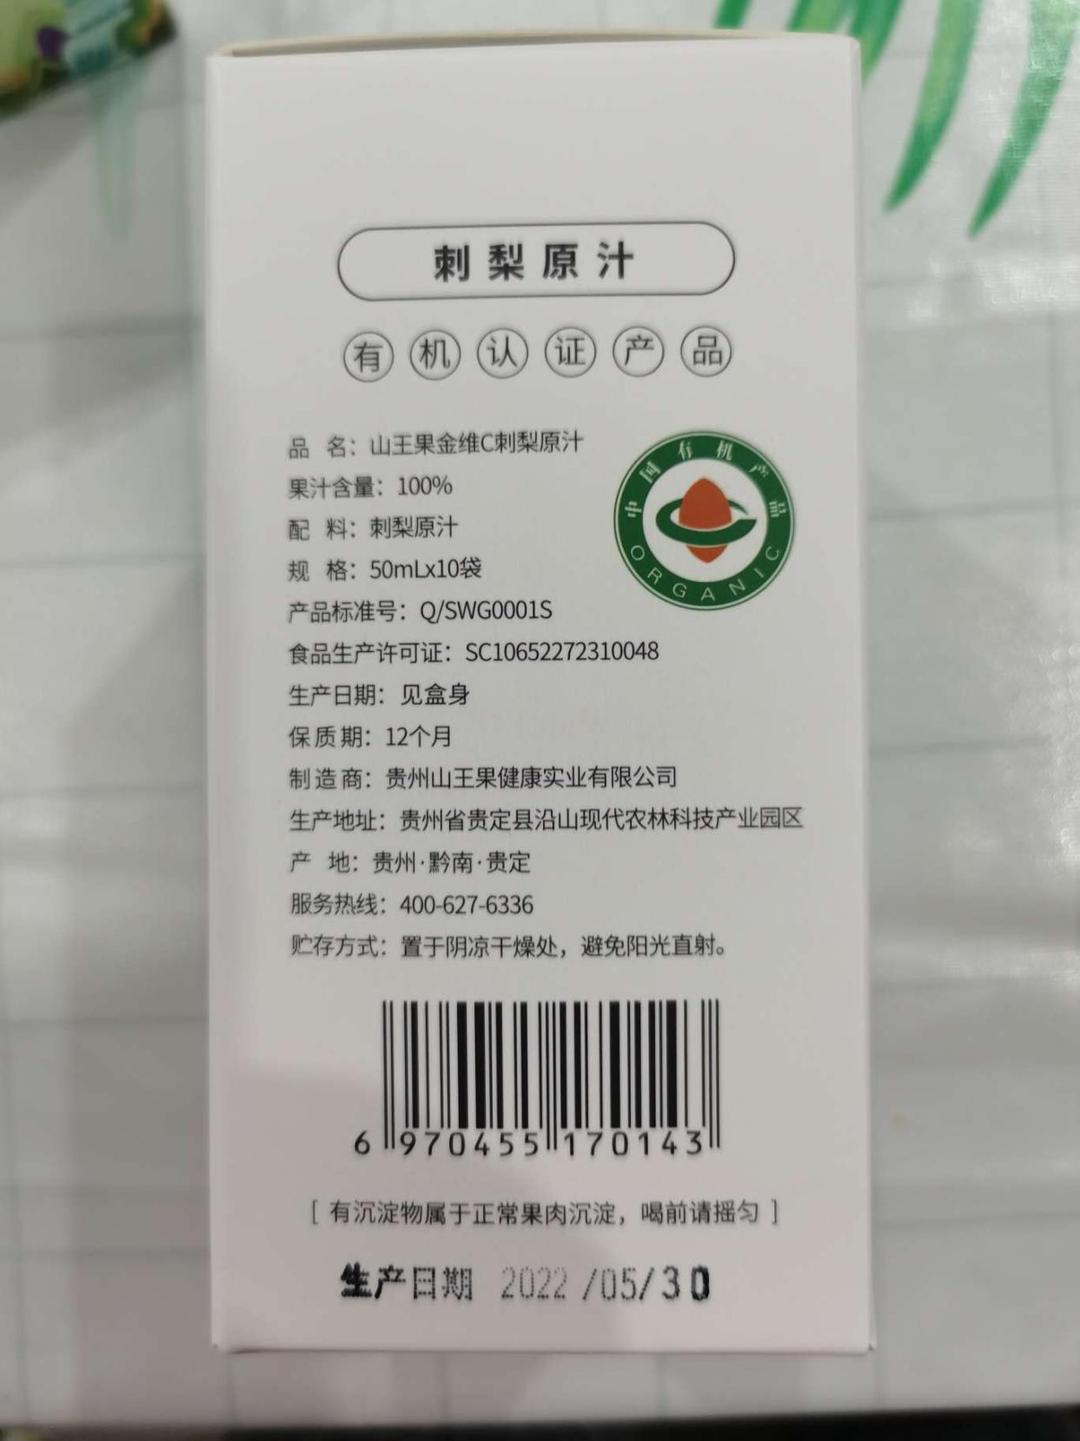 刺梨原汁
有机认证产品
品 名：山王果金维C刺梨原汁
果汁含量：100%
配 料：刺梨原汁
规 格：50mLx10袋
产品标准号：Q/SWG0001S
食品生产许可证：SC10652272310048
生产日期：见盒身
保质期：12个月
制造商：贵州山王果健康实业有限公司
生产地址：贵州省贵定县沿山现代农林科技产业园区
产 地：贵州·黔南·贵定
服务热线：400-627-6336
贮存方式：置于阴凉干燥处，避免阳光直射。
中国有机产品
ORGANIC
6 970455 170143
[ 有沉淀物属于正常果肉沉淀，喝前请摇匀 ]
生产日期 2022/05/30